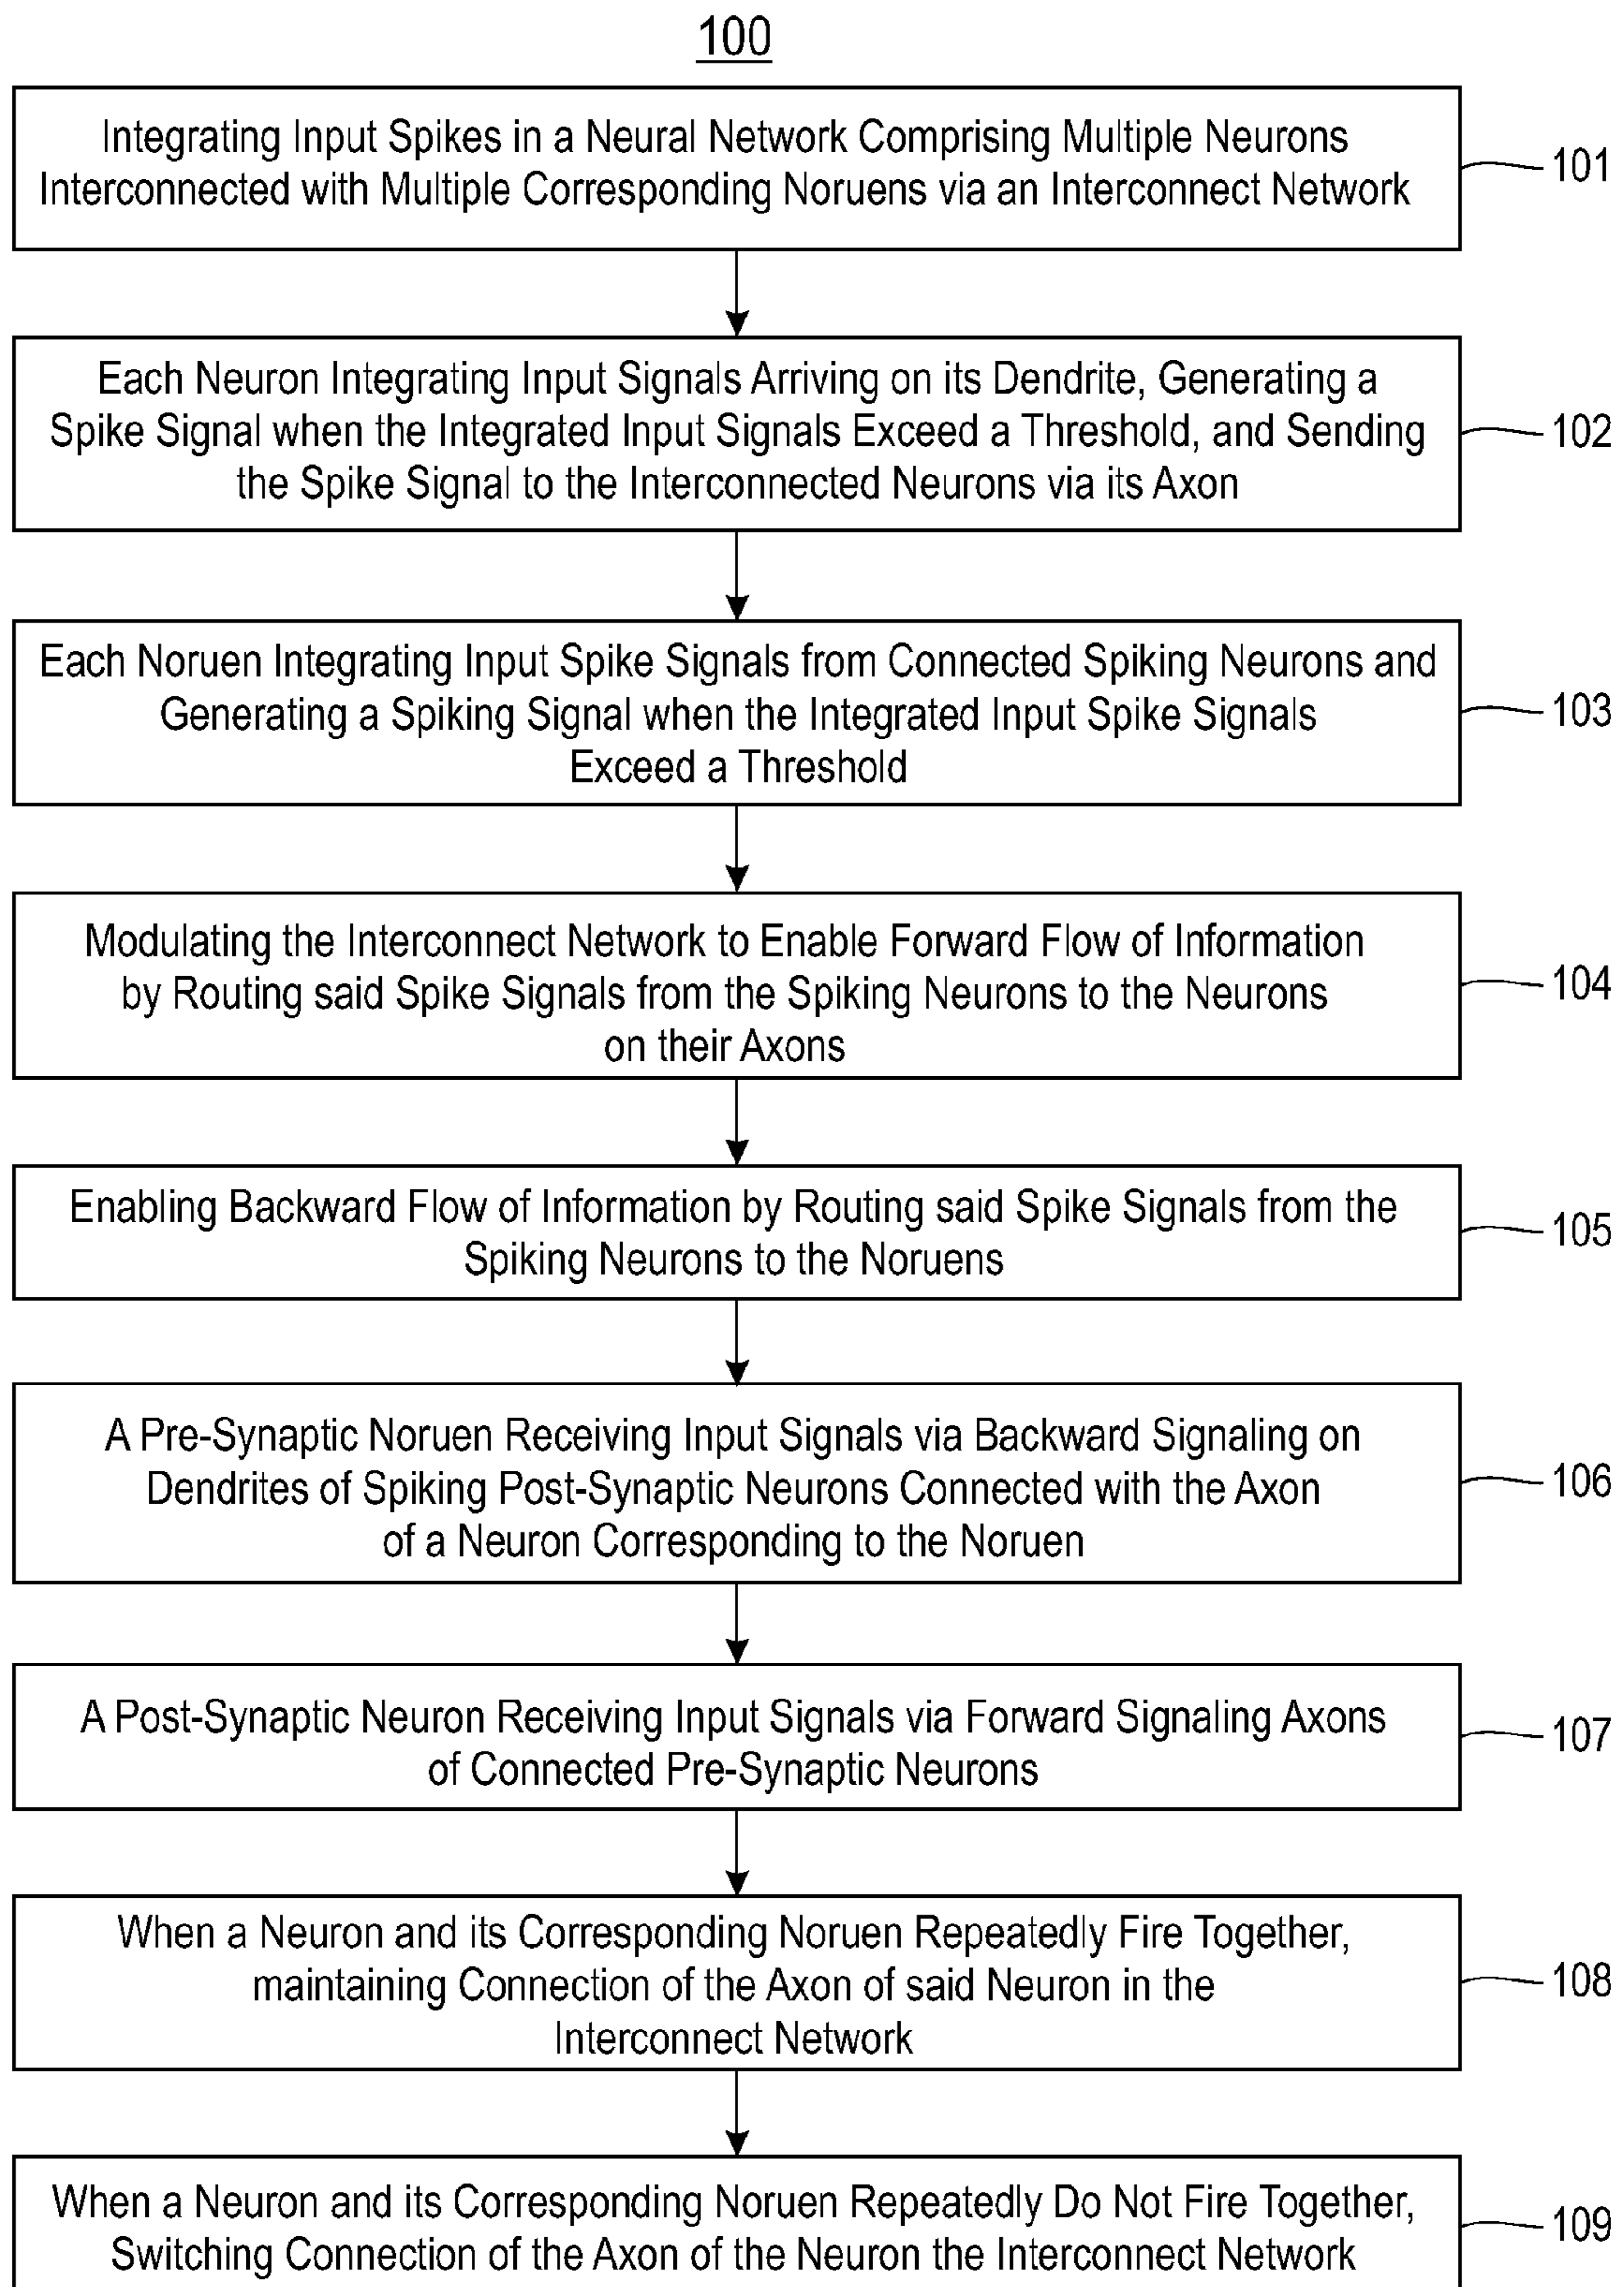 100
Integrating Input Spikes in a Neural Network Comprising Multiple Neurons
Interconnected with Multiple Corresponding Noruens via an Interconnect Network
101
Each Neuron Integrating Input Signals Arriving on its Dendrite, Generating a
Spike Signal when the Integrated Input Signals Exceed a Threshold, and Sending
the Spike Signal to the Interconnected Neurons via its Axon
102
Each Noruen Integrating Input Spike Signals from Connected Spiking Neurons and
Generating a Spiking Signal when the Integrated Input Spike Signals
Exceed a Threshold
103
Modulating the Interconnect Network to Enable Forward Flow of Information
by Routing said Spike Signals from the Spiking Neurons to the Neurons
on their Axons
104
Enabling Backward Flow of Information by Routing said Spike Signals from the
Spiking Neurons to the Noruens
105
A Pre-Synaptic Noruen Receiving Input Signals via Backward Signaling on
Dendrites of Spiking Post-Synaptic Neurons Connected with the Axon
of a Neuron Corresponding to the Noruen
106
A Post-Synaptic Neuron Receiving Input Signals via Forward Signaling Axons
of Connected Pre-Synaptic Neurons
107
When a Neuron and its Corresponding Noruen Repeatedly Fire Together,
maintaining Connection of the Axon of said Neuron in the
Interconnect Network
108
When a Neuron and its Corresponding Noruen Repeatedly Do Not Fire Together,
Switching Connection of the Axon of the Neuron the Interconnect Network
109